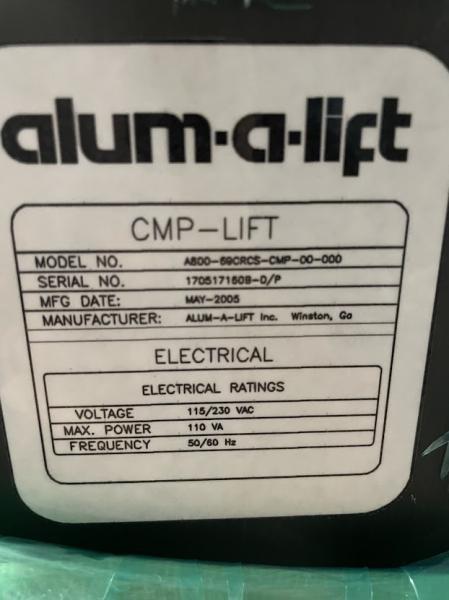 alum·a·lift
CMP-LIFT
MODEL NO. A800-69CRCS-CMP-00-000
SERIAL NO. 170517160B-D/P
MFG DATE: MAY-2005
MANUFACTURER: ALUM-A-LIFT Inc. Winston, Ga
ELECTRICAL
ELECTRICAL RATINGS
VOLTAGE 115/230 VAC
MAX. POWER 110 VA
FREQUENCY 50/60 Hz